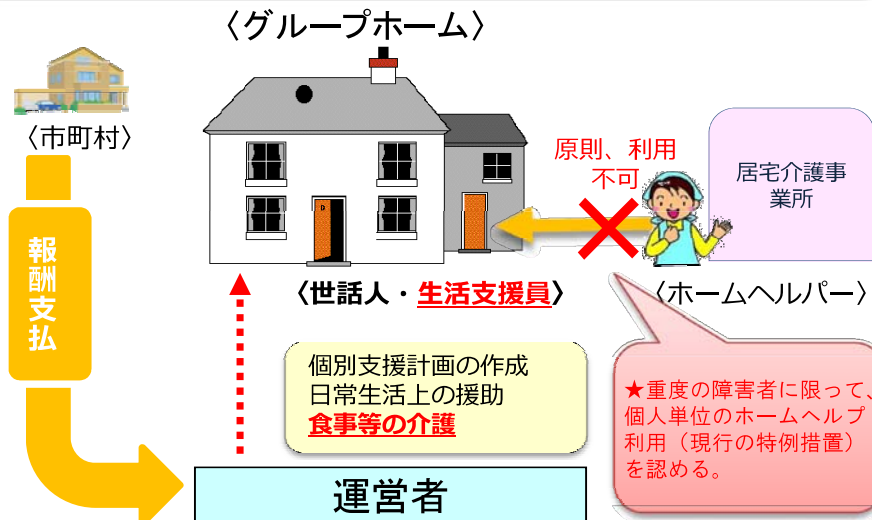 〈グループホーム〉
〈市町村〉
報酬支払
原則、利用
不可
居宅介護事
業所
〈世話人・生活支援員〉
〈ホームヘルパー〉
個別支援計画の作成
日常生活上の援助
食事等の介護
★重度の障害者に限って、
個人単位のホームヘルプ
利用（現行の特例措置）
を認める。
運営者